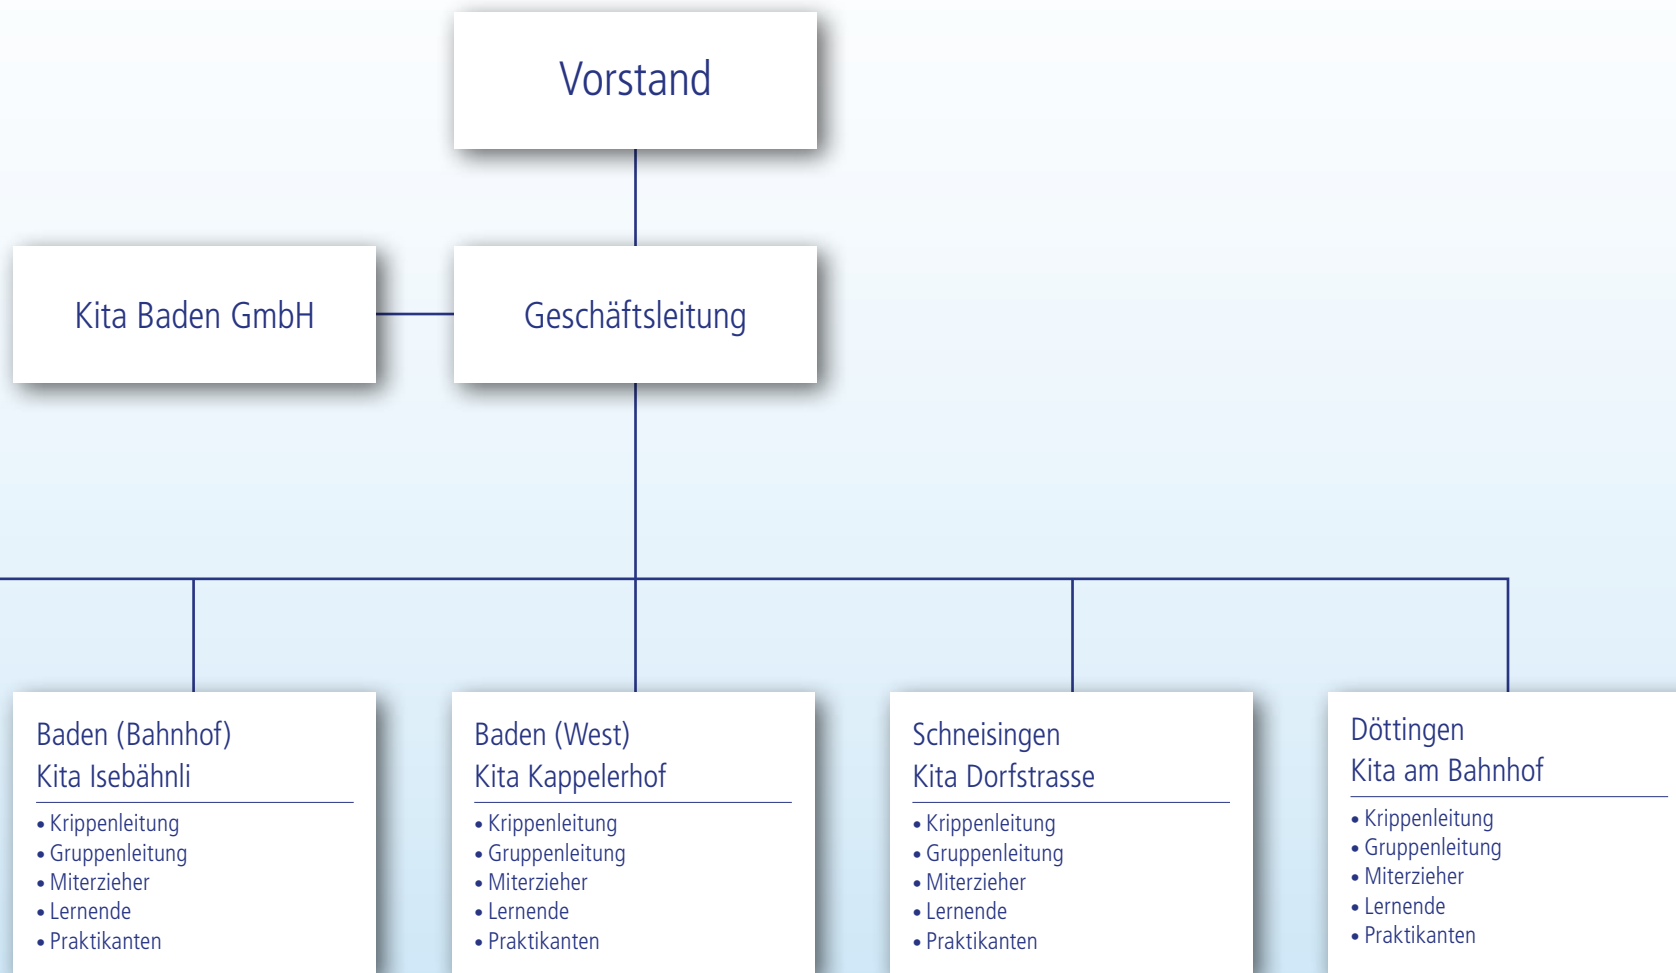 Vorstand
Kita Baden GmbH
Geschäftsleitung
Baden (Bahnhof)
Kita Isebähnli
• Krippenleitung
• Gruppenleitung
• Miterzieher
• Lernende
• Praktikanten
Baden (West)
Kita Kappelerhof
• Krippenleitung
• Gruppenleitung
• Miterzieher
• Lernende
• Praktikanten
Schneisingen
Kita Dorfstrasse
• Krippenleitung
• Gruppenleitung
• Miterzieher
• Lernende
• Praktikanten
Döttingen
Kita am Bahnhof
• Krippenleitung
• Gruppenleitung
• Miterzieher
• Lernende
• Praktikanten